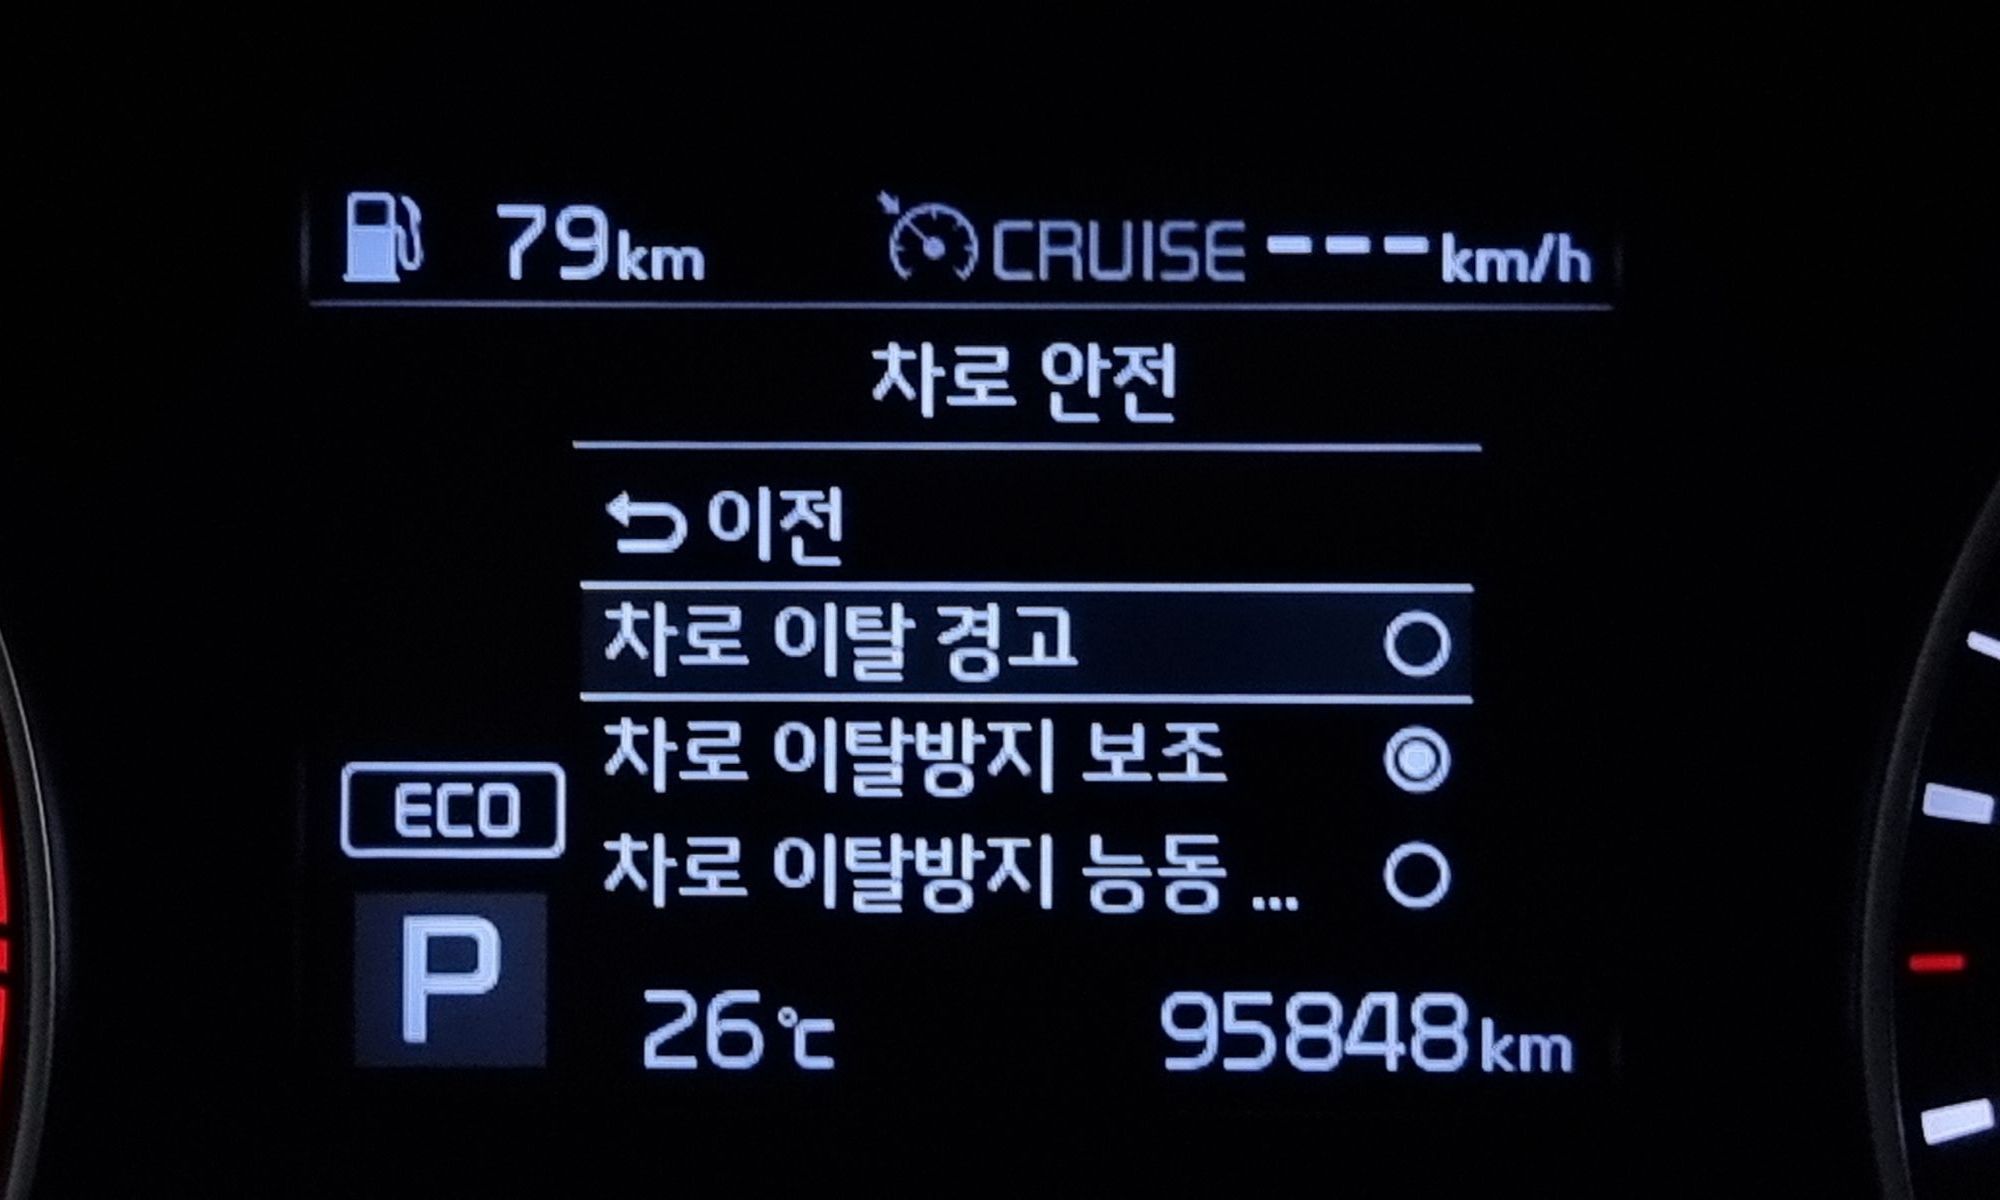 79km CRUISE ---km/h
차로 안전
이전
차로 이탈 경고
차로 이탈방지 보조
차로 이탈방지 능동 ...
ECO
P
26℃ 95848km